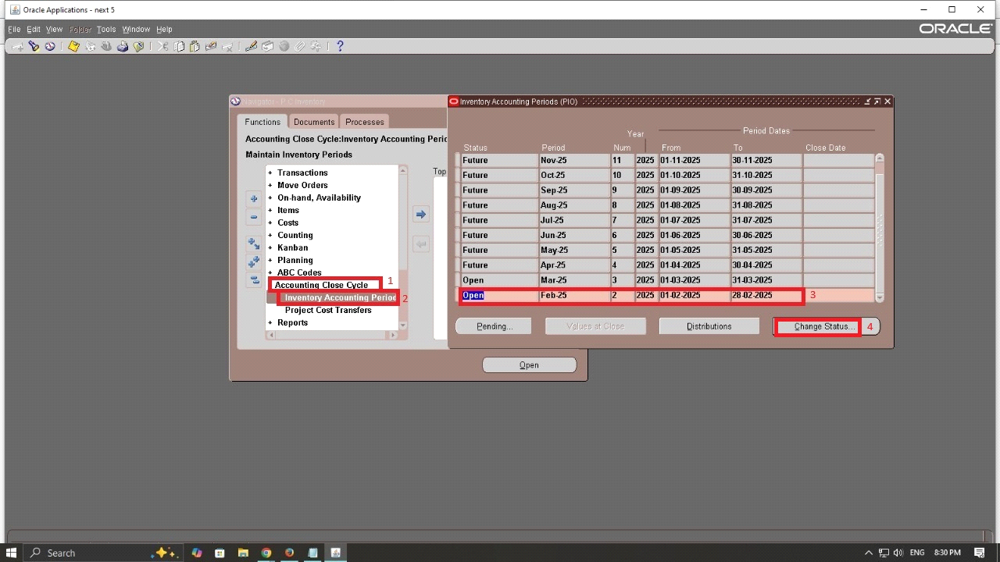 Oracle Applications - next 5
File Edit View Folder Tools Window Help
ORACLE
Inventory Accounting Periods (PIO)
Functions Documents Processes
Accounting Close Cycle:Inventory Accounting Peric
Maintain Inventory Periods
+ Transactions
+ Move Orders
+ On-hand, Availability
+ Items
+ Costs
+ Counting
+ Kanban
+ Planning
+ ABC Codes
Accounting Close Cycle 1
Inventory Accounting Period 2
Project Cost Transfers
+ Reports
Top
Open
Year Period Dates
Status Period Num From To Close Date
Future Nov-25 11 2025 01-11-2025 30-11-2025
Future Oct-25 10 2025 01-10-2025 31-10-2025
Future Sep-25 9 2025 01-09-2025 30-09-2025
Future Aug-25 8 2025 01-08-2025 31-08-2025
Future Jul-25 7 2025 01-07-2025 31-07-2025
Future Jun-25 6 2025 01-06-2025 30-06-2025
Future May-25 5 2025 01-05-2025 31-05-2025
Future Apr-25 4 2025 01-04-2025 30-04-2025
Open Mar-25 3 2025 01-03-2025 31-03-2025
Open Feb-25 2 2025 01-02-2025 28-02-2025 3
Pending... Values at Close Distributions Change Status... 4
Search
ENG 8:30 PM